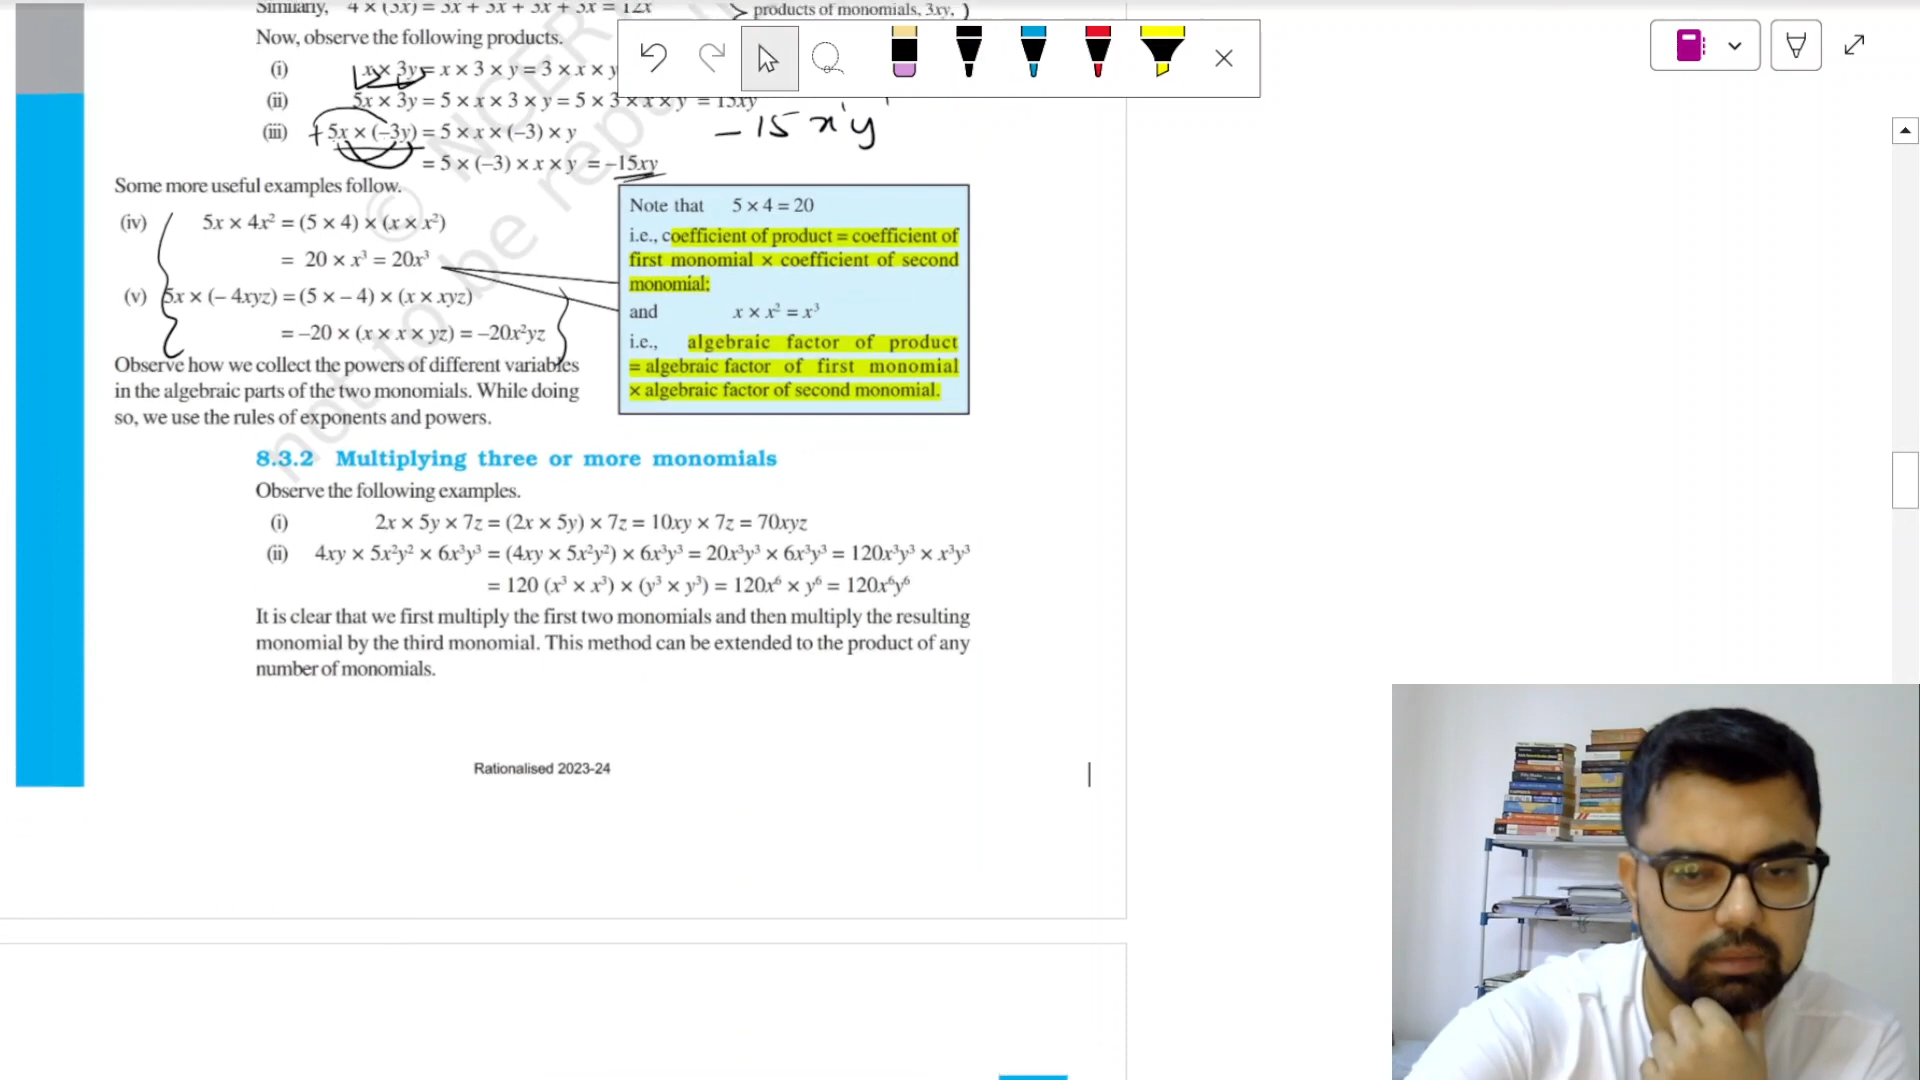 Similarly, 4 × (3x) = 3x + 3x + 3x + 3x = 12x
products of monomials, 3xy,
Now, observe the following products.
(i) x × 3y = x × 3 × y = 3 × x × y
(ii) 5x × 3y = 5 × x × 3 × y = 5 × 3 × x × y = 15xy
(iii) + 5x × (–3y) = 5 × x × (–3) × y
– 15 x¹y¹
= 5 × (–3) × x × y = –15xy
Some more useful examples follow.
(iv) 5x × 4x² = (5 × 4) × (x × x²)
= 20 × x³ = 20x³
(v) 5x × (– 4xyz) = (5 × – 4) × (x × xyz)
= –20 × (x × x × yz) = –20x²yz
Observe how we collect the powers of different variables
in the algebraic parts of the two monomials. While doing
so, we use the rules of exponents and powers.
Note that 5 × 4 = 20
i.e., coefficient of product = coefficient of
first monomial × coefficient of second
monomial;
and x × x² = x³
i.e., algebraic factor of product
= algebraic factor of first monomial
× algebraic factor of second monomial.
8.3.2 Multiplying three or more monomials
Observe the following examples.
(i) 2x × 5y × 7z = (2x × 5y) × 7z = 10xy × 7z = 70xyz
(ii) 4xy × 5x²y² × 6x³y³ = (4xy × 5x²y²) × 6x³y³ = 20x³y³ × 6x³y³ = 120x³y³ × x³y³
= 120 (x³ × x³) × (y³ × y³) = 120x⁶ × y⁶ = 120x⁶y⁶
It is clear that we first multiply the first two monomials and then multiply the resulting
monomial by the third monomial. This method can be extended to the product of any
number of monomials.
Rationalised 2023-24
© NCER
not to be repu